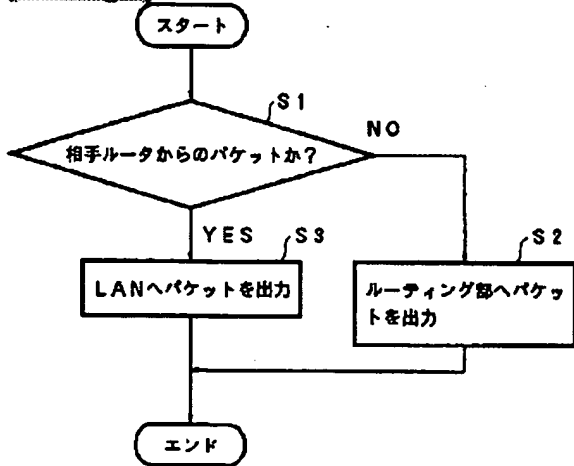 スタート
S1
NO
相手ルータからのパケットか?
YES
S3
S2
LANへパケットを出力
ルーティング部へパケッ
トを出力
エンド